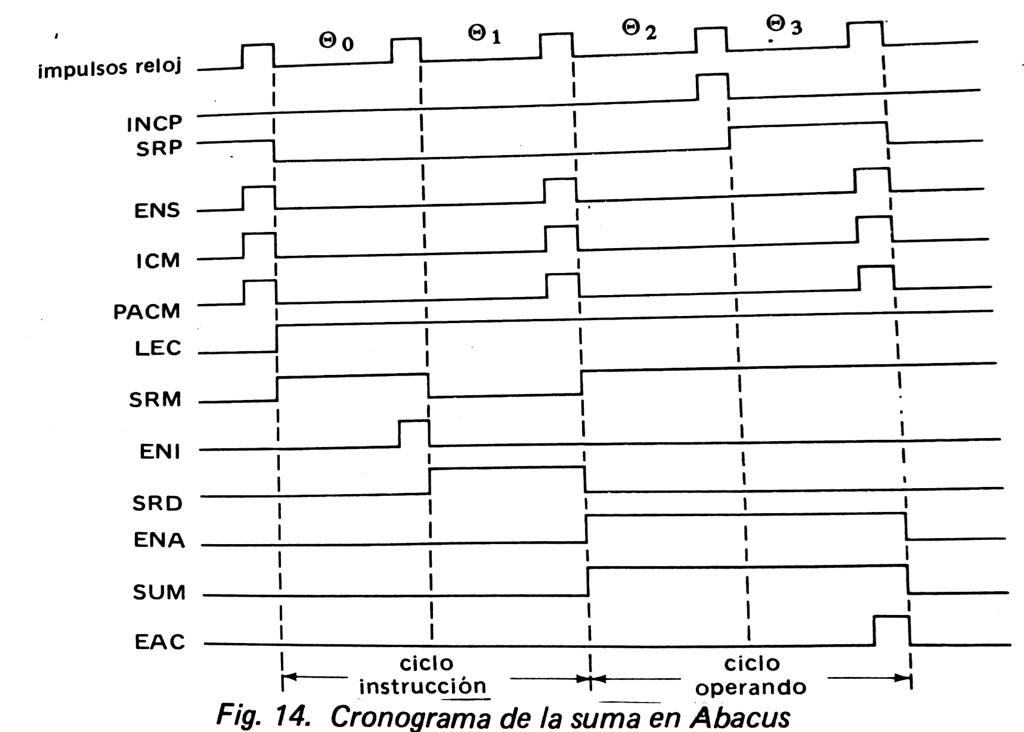 Θ0 Θ1 Θ2 Θ3
impulsos reloj
INCP
SRP
ENS
ICM
PACM
LEC
SRM
ENI
SRD
ENA
SUM
EAC
ciclo instrucción
ciclo operando
Fig. 14. Cronograma de la suma en Abacus